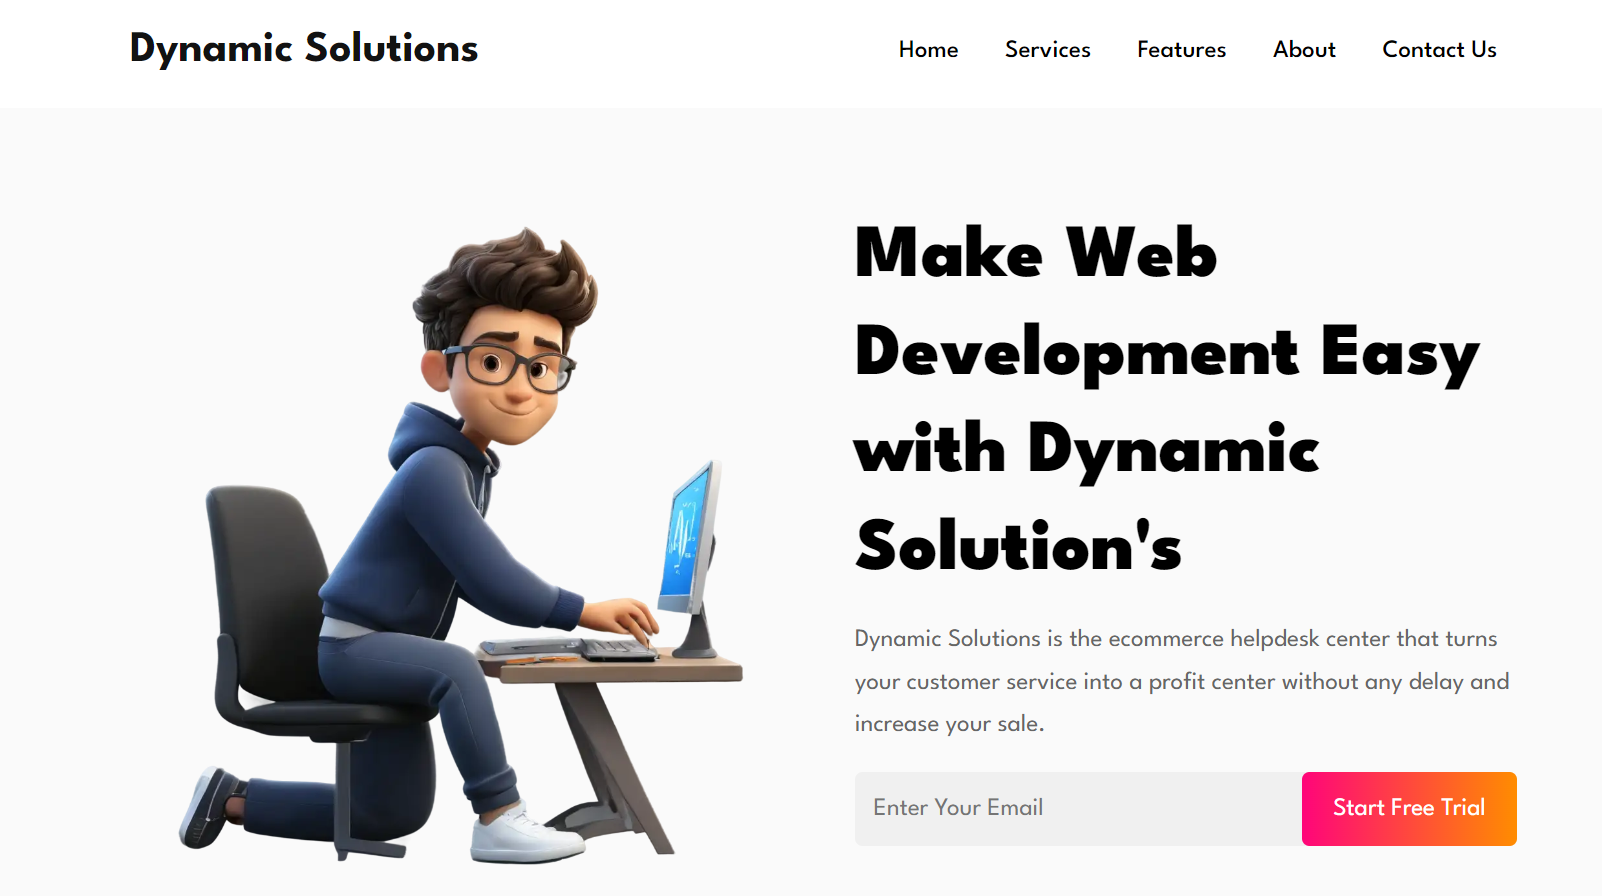 Dynamic Solutions
Home Services Features About Contact Us
Make Web
Development Easy
with Dynamic
Solution's
Dynamic Solutions is the ecommerce helpdesk center that turns
your customer service into a profit center without any delay and
increase your sale.
Enter Your Email Start Free Trial